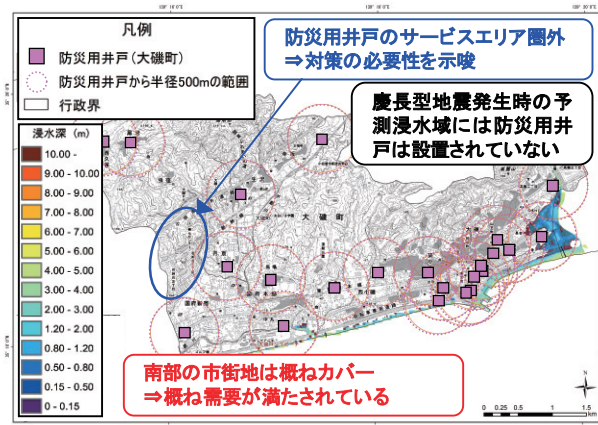 凡例
防災用井戸(大磯町)
防災用井戸から半径500mの範囲
行政界
浸水深 (m)
10.00 -
9.00 - 10.00
8.00 - 9.00
7.00 - 8.00
6.00 - 7.00
5.00 - 6.00
4.00 - 5.00
3.00 - 4.00
2.00 - 3.00
1.20 - 2.00
0.80 - 1.20
0.50 - 0.80
0.15 - 0.50
0 - 0.15
防災用井戸のサービスエリア圏外
⇒対策の必要性を示唆
慶長型地震発生時の予
測浸水域には防災用井
戸は設置されていない
大磯町
南部の市街地は概ねカバー
⇒概ね需要が満たされている
N
0 0.25 0.5 1 1.5
km